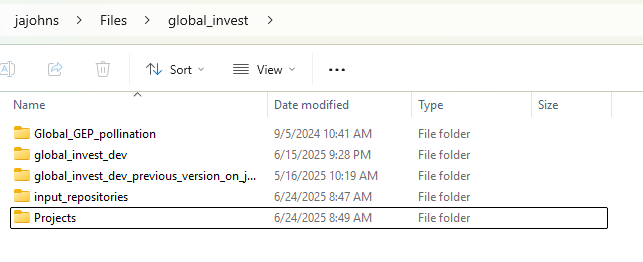 jajohns > Files > global_invest >
Sort View ...
Name Date modified Type Size
Global_GEP_pollination 9/5/2024 10:41 AM File folder
global_invest_dev 6/15/2025 9:28 PM File folder
global_invest_dev_previous_version_on_j... 5/16/2025 10:19 AM File folder
input_repositories 6/24/2025 8:47 AM File folder
Projects 6/24/2025 8:49 AM File folder